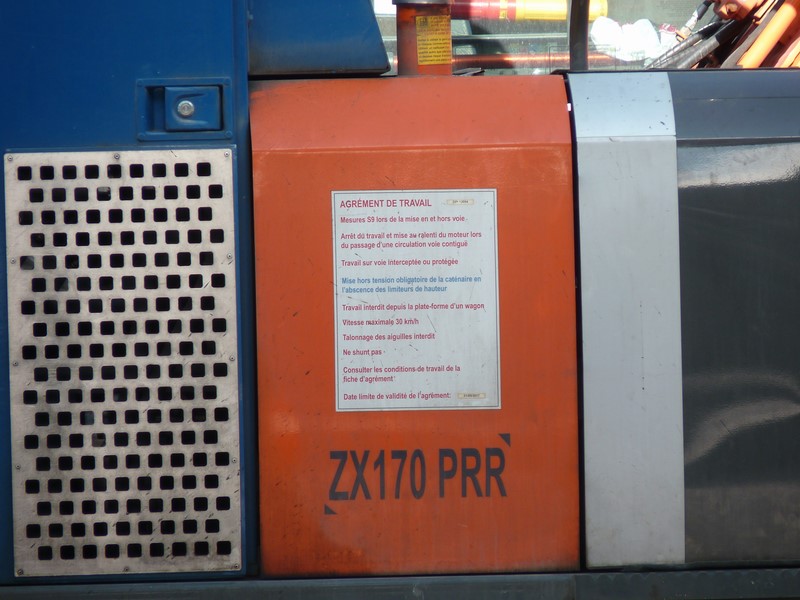 AGRÉMENT DE TRAVAIL
Mesures S9 lors de la mise en et hors voie
Arrêt du travail et mise au ralenti du moteur lors
du passage d'une circulation voie contiguë
Travail sur voie interceptée ou protégée
Mise hors tension obligatoire de la caténaire en
l'abscence des limiteurs de hauteur
Travail interdit depuis la plate-forme d'un wagon
Vitesse maximale 30 km/h
Talonnage des aiguilles interdit
Ne shunt pas
Consulter les conditions de travail de la
fiche d'agrément
Date limite de validité de l'agrément:
ZX170 PRR